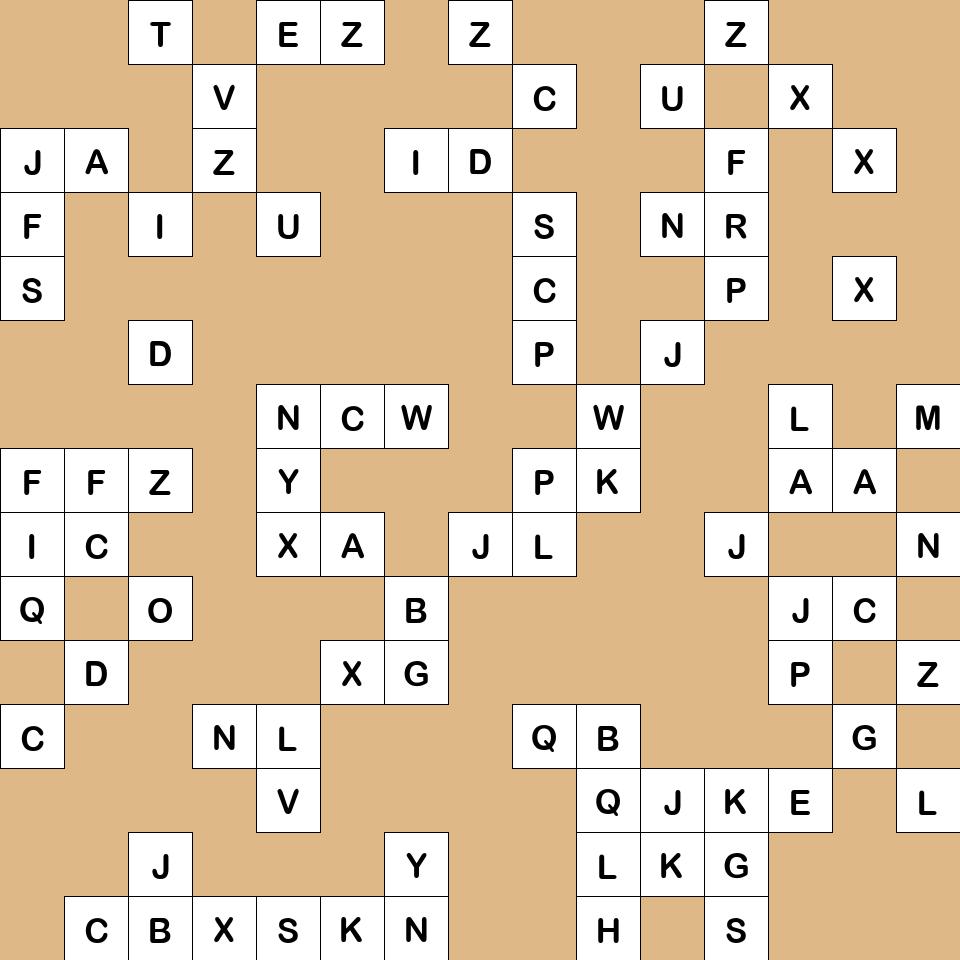 T E Z Z Z
V C U X
J A Z I D F X
F I U S N R
S C P X
D P J
N C W W L M
F F Z Y P K A A
I C X A J L J N
Q O B J C
D X G P Z
C N L Q B G
V Q J K E L
J Y L K G
C B X S K N H S